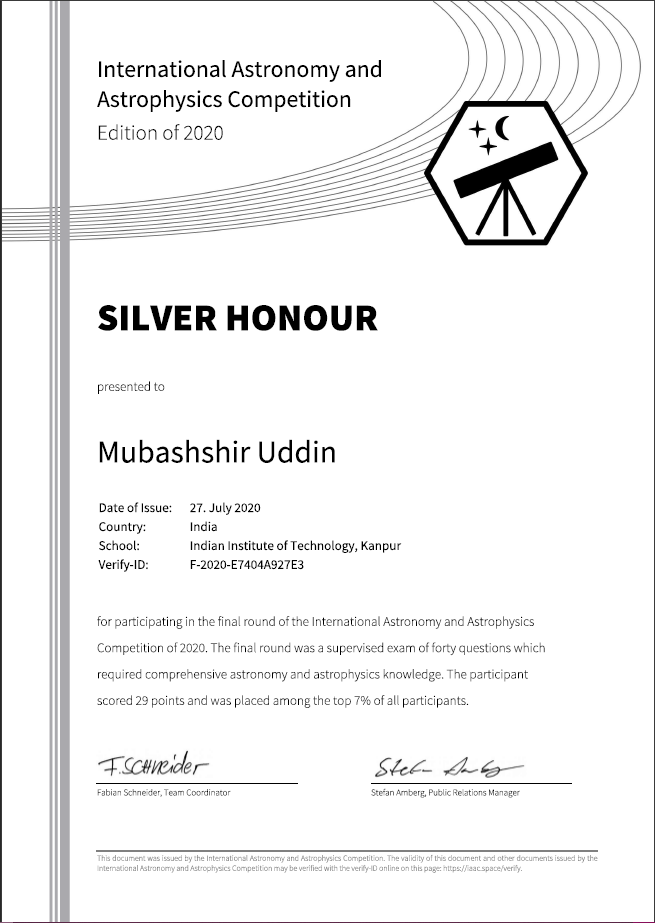 International Astronomy and
Astrophysics Competition
Edition of 2020
SILVER HONOUR
presented to
Mubashshir Uddin
Date of Issue: 27. July 2020
Country: India
School: Indian Institute of Technology, Kanpur
Verify-ID: F-2020-E7404A927E3
for participating in the final round of the International Astronomy and Astrophysics
Competition of 2020. The final round was a supervised exam of forty questions which
required comprehensive astronomy and astrophysics knowledge. The participant
scored 29 points and was placed among the top 7% of all participants.
F. Schneider
Fabian Schneider, Team Coordinator
Stefan Amberg, Public Relations Manager
This document was issued by the International Astronomy and Astrophysics Competition. The validity of this document and other documents issued by the
International Astronomy and Astrophysics Competition may be verified with the verify-ID online on this page: https://iaac.space/verify.